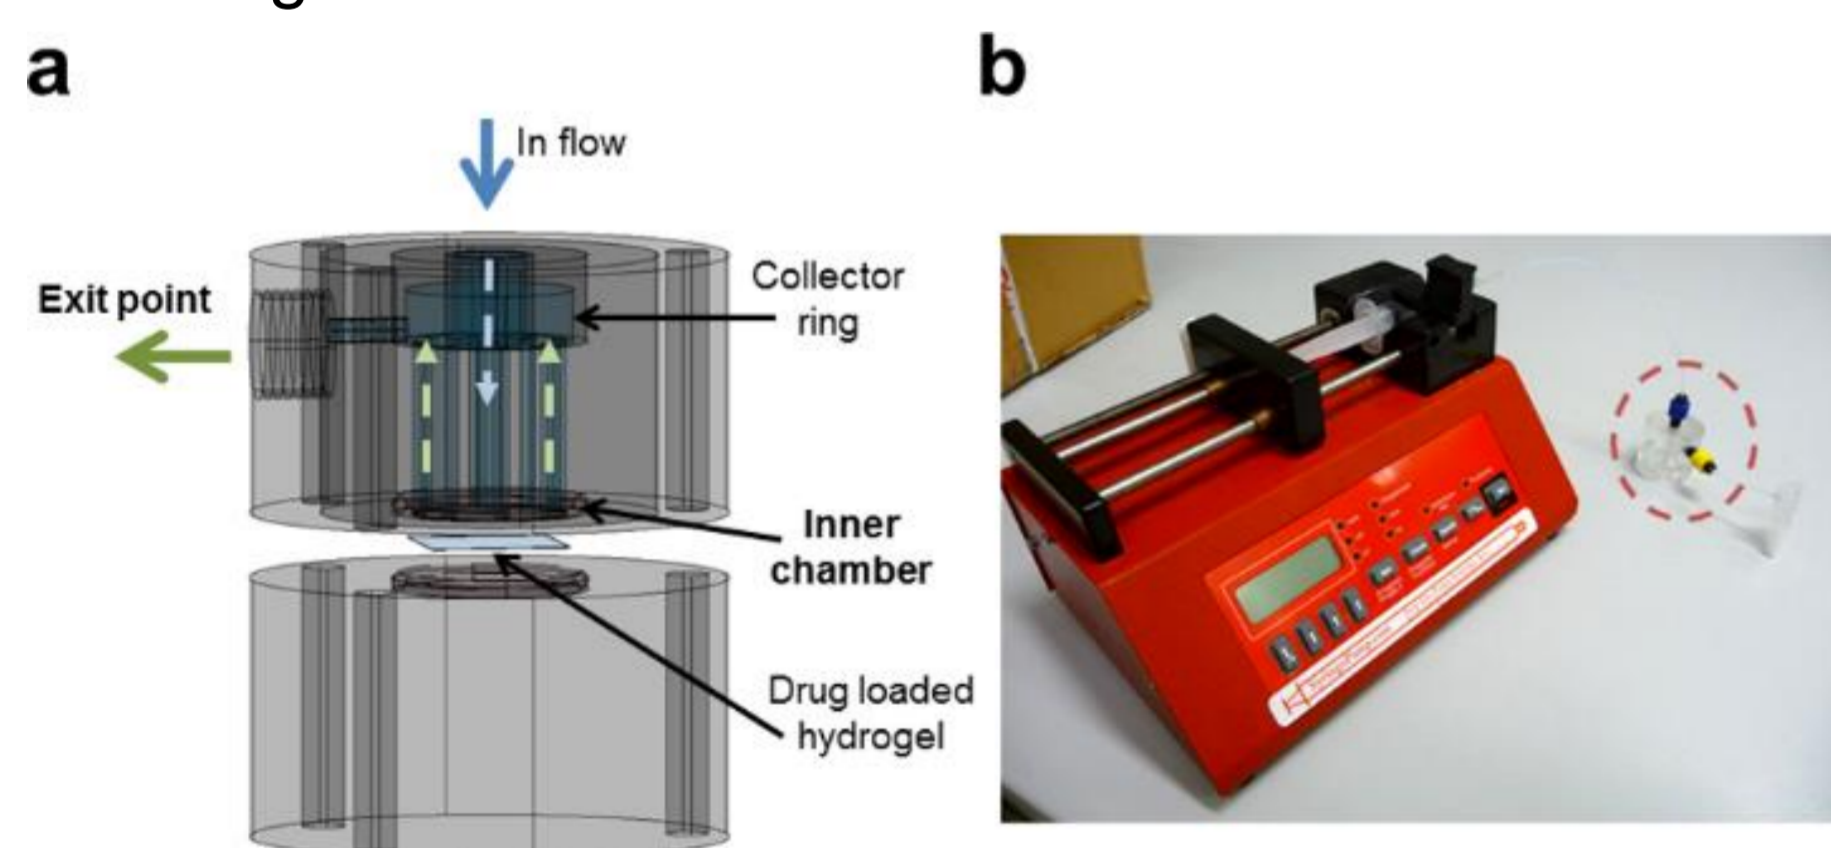 a
b
In flow
Collector
ring
Exit point
Inner
chamber
Drug loaded
hydrogel